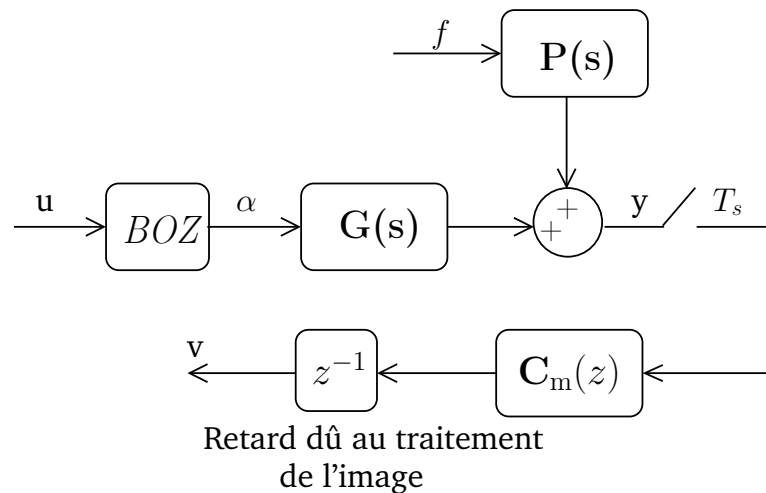 f
P(s)
u
BOZ
α
G(s)
+
+
y
T_s
v
z^{-1}
C_m(z)
Retard dû au traitement
de l'image